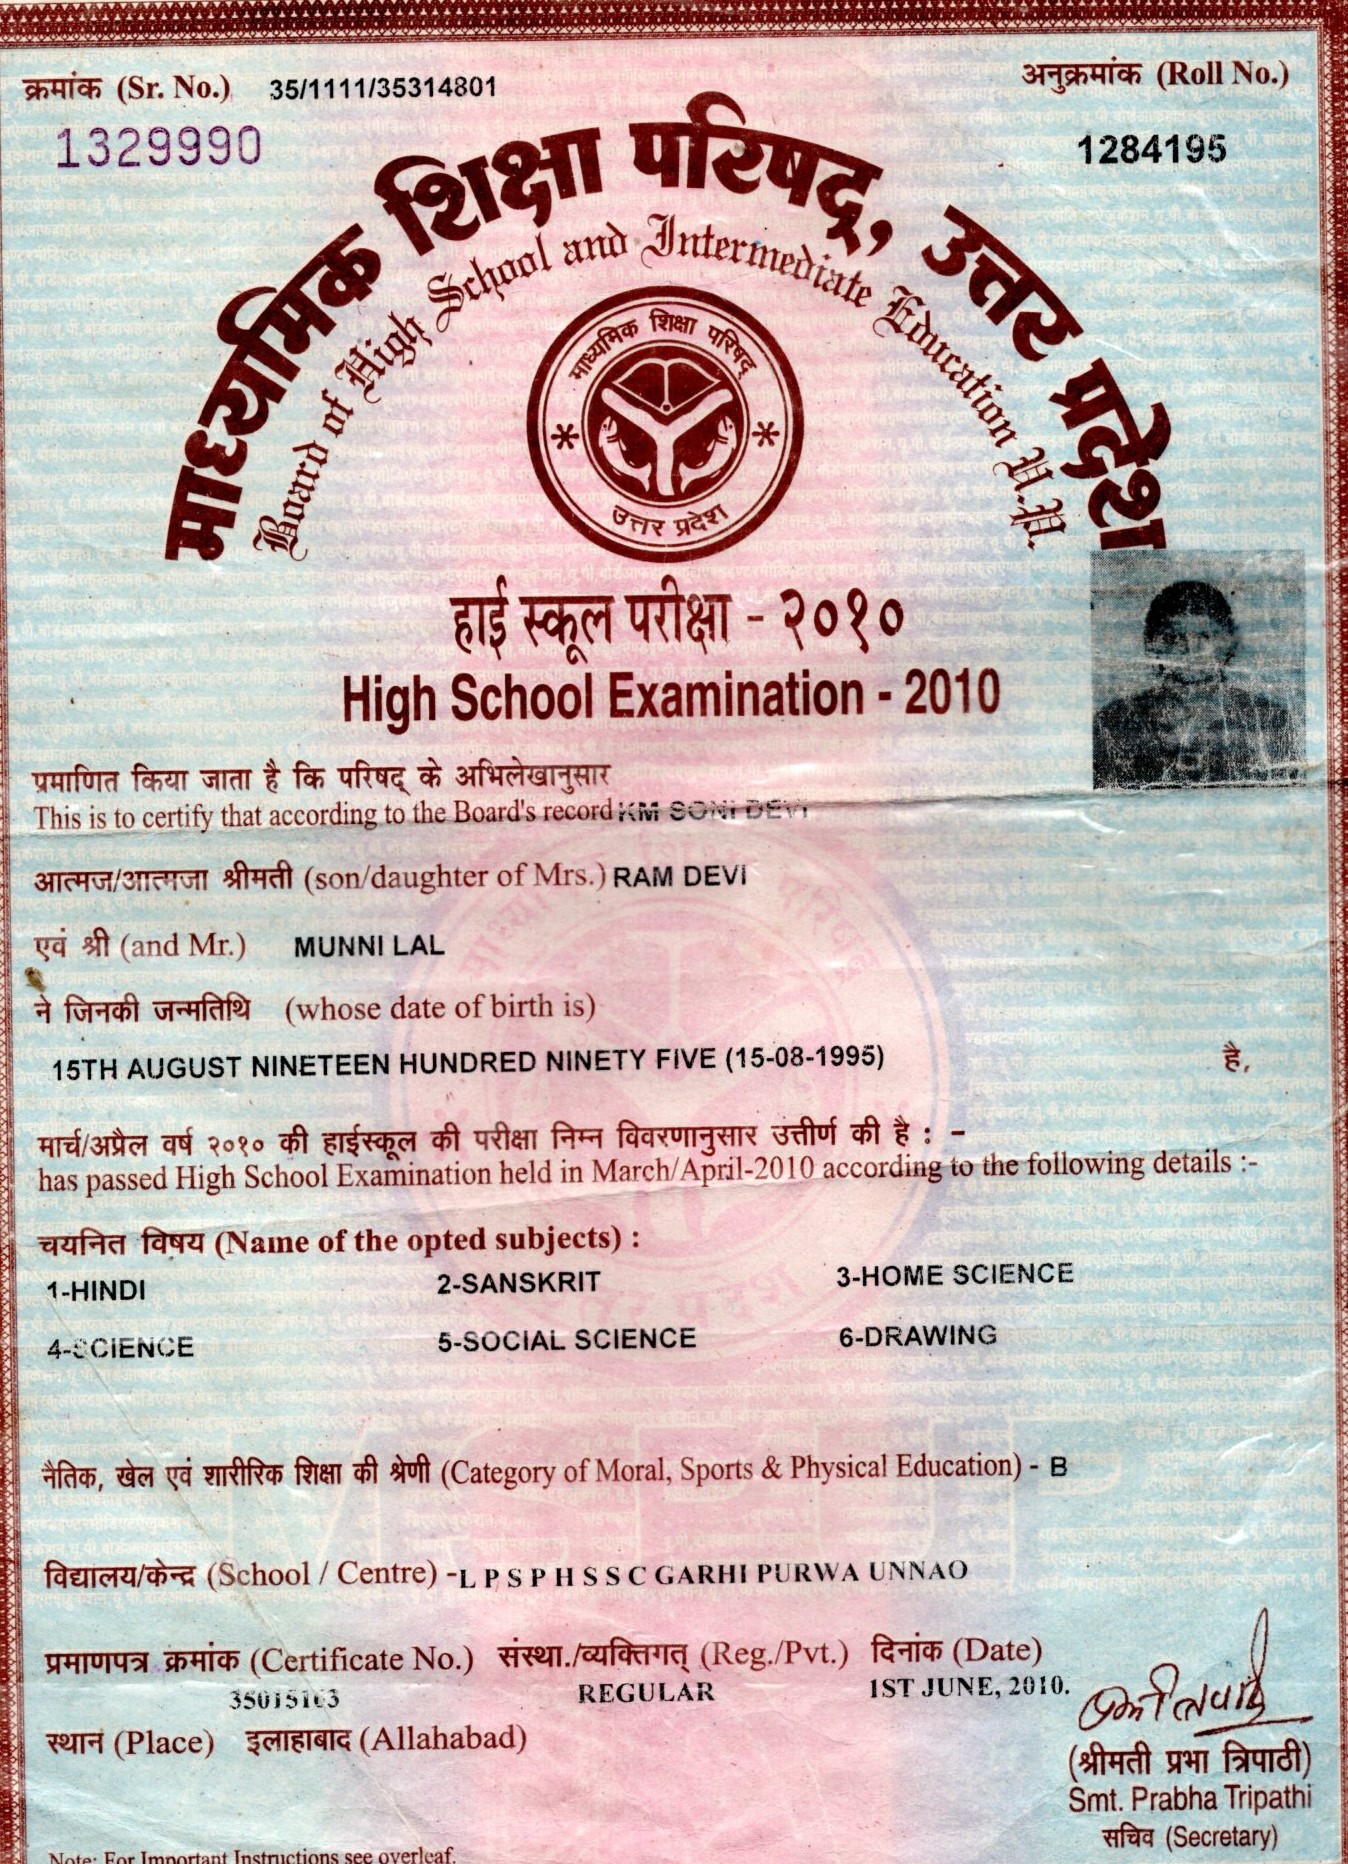 क्रमांक (Sr. No.) 35/1111/35314801
अनुक्रमांक (Roll No.)
1329990
1284195
माध्यमिक शिक्षा परिषद्, उत्तर प्रदेश
Board of High School and Intermediate Education U.P.
माध्यमिक शिक्षा परिषद्
उत्तर प्रदेश
हाई स्कूल परीक्षा - २०१०
High School Examination - 2010
प्रमाणित किया जाता है कि परिषद् के अभिलेखानुसार
This is to certify that according to the Board's record KM SONI DEVI
आत्मज/आत्मजा श्रीमती (son/daughter of Mrs.) RAM DEVI
एवं श्री (and Mr.) MUNNI LAL
ने जिनकी जन्मतिथि (whose date of birth is)
15TH AUGUST NINETEEN HUNDRED NINETY FIVE (15-08-1995) है,
मार्च/अप्रैल वर्ष २०१० की हाईस्कूल की परीक्षा निम्न विवरणानुसार उत्तीर्ण की है : -
has passed High School Examination held in March/April-2010 according to the following details :-
चयनित विषय (Name of the opted subjects) :
1-HINDI 2-SANSKRIT 3-HOME SCIENCE
4-SCIENCE 5-SOCIAL SCIENCE 6-DRAWING
नैतिक, खेल एवं शारीरिक शिक्षा की श्रेणी (Category of Moral, Sports & Physical Education) - B
विद्यालय/केन्द्र (School / Centre) -L P S P H S S C GARHI PURWA UNNAO
प्रमाणपत्र क्रमांक (Certificate No.) संस्था./व्यक्तिगत् (Reg./Pvt.) दिनांक (Date)
35015163 REGULAR 1ST JUNE, 2010.
स्थान (Place) इलाहाबाद (Allahabad)
(श्रीमती प्रभा त्रिपाठी)
Smt. Prabha Tripathi
सचिव (Secretary)
Note: For Important Instructions see overleaf.